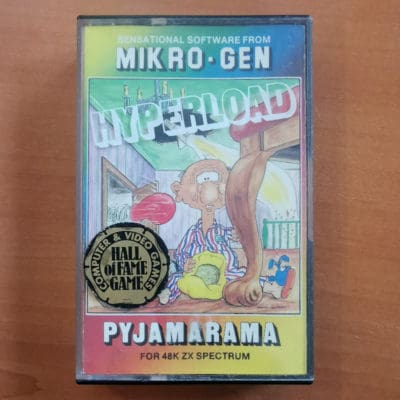 SENSATIONAL SOFTWARE FROM
MIKRO·GEN
HYPERLOAD
COMPUTER & VIDEO GAMES
HALL
of FAME
GAME
PYJAMARAMA
FOR 48K ZX SPECTRUM